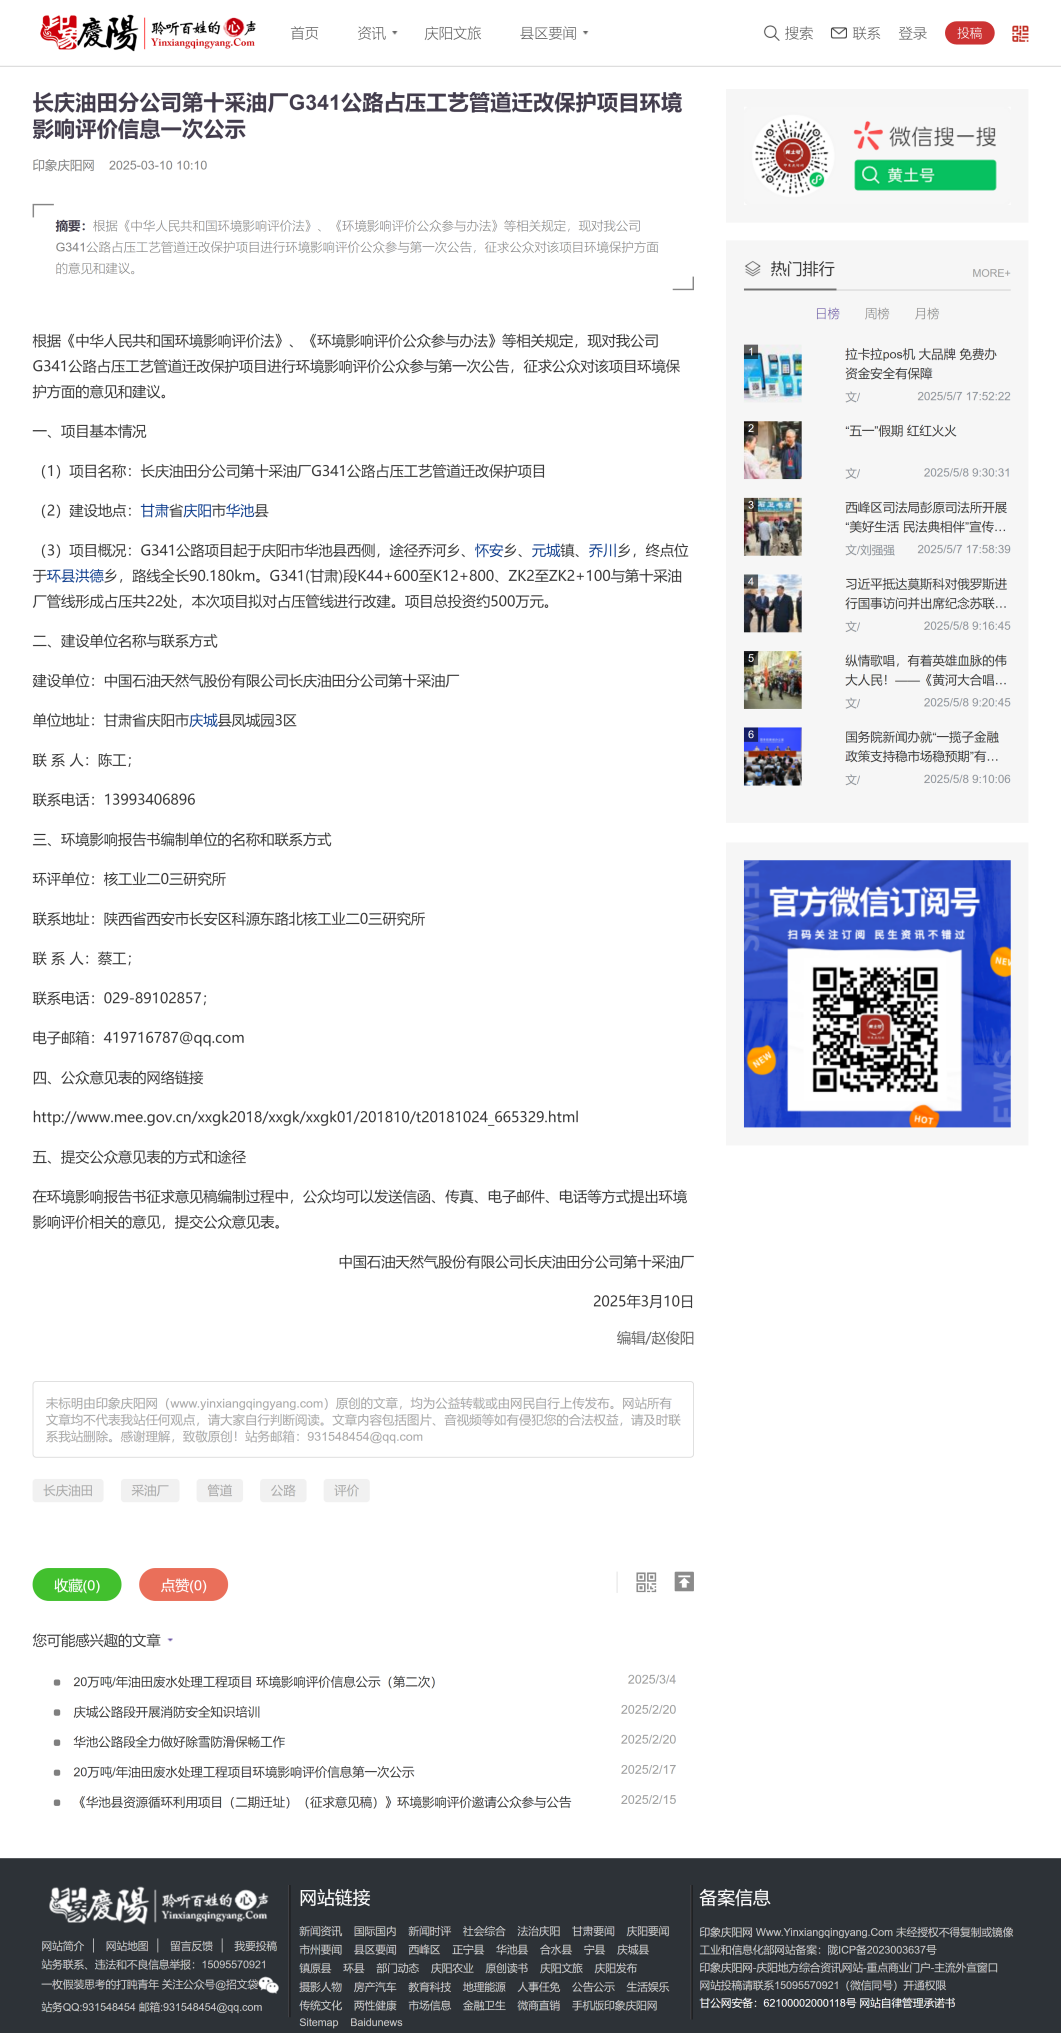 印象慶陽 聆听百姓的心声
Yinxiangqingyang.Com
首页 资讯 庆阳文旅 县区要闻 搜索 联系 登录 投稿
长庆油田分公司第十采油厂G341公路占压工艺管道迁改保护项目环境
影响评价信息一次公示
印象庆阳网 2025-03-10 10:10
摘要：根据《中华人民共和国环境影响评价法》、《环境影响评价公众参与办法》等相关规定，现对我公司
G341公路占压工艺管道迁改保护项目进行环境影响评价公众参与第一次公告，征求公众对该项目环境保护方面
的意见和建议。
根据《中华人民共和国环境影响评价法》、《环境影响评价公众参与办法》等相关规定，现对我公司
G341公路占压工艺管道迁改保护项目进行环境影响评价公众参与第一次公告，征求公众对该项目环境保
护方面的意见和建议。
一、项目基本情况
（1）项目名称：长庆油田分公司第十采油厂G341公路占压工艺管道迁改保护项目
（2）建设地点：甘肃省庆阳市华池县
（3）项目概况：G341公路项目起于庆阳市华池县西侧，途径乔河乡、怀安乡、元城镇、乔川乡，终点位
于环县洪德乡，路线全长90.180km。G341(甘肃)段K44+600至K12+800、ZK2至ZK2+100与第十采油
厂管线形成占压共22处，本次项目拟对占压管线进行改建。项目总投资约500万元。
二、建设单位名称与联系方式
建设单位：中国石油天然气股份有限公司长庆油田分公司第十采油厂
单位地址：甘肃省庆阳市庆城县凤城园3区
联 系 人：陈工；
联系电话：13993406896
三、环境影响报告书编制单位的名称和联系方式
环评单位：核工业二0三研究所
联系地址：陕西省西安市长安区科源东路北核工业二0三研究所
联 系 人：蔡工；
联系电话：029-89102857；
电子邮箱：419716787@qq.com
四、公众意见表的网络链接
http://www.mee.gov.cn/xxgk2018/xxgk/xxgk01/201810/t20181024_665329.html
五、提交公众意见表的方式和途径
在环境影响报告书征求意见稿编制过程中，公众均可以发送信函、传真、电子邮件、电话等方式提出环境
影响评价相关的意见，提交公众意见表。
中国石油天然气股份有限公司长庆油田分公司第十采油厂
2025年3月10日
编辑/赵俊阳
未标明由印象庆阳网（www.yinxiangqingyang.com）原创的文章，均为公益转载或由网民自行上传发布。网站所有
文章均不代表我站任何观点，请大家自行判断阅读。文章内容包括图片、音视频等如有侵犯您的合法权益，请及时联
系我站删除。感谢理解，致敬原创！站务邮箱：931548454@qq.com
长庆油田 采油厂 管道 公路 评价
收藏(0) 点赞(0)
您可能感兴趣的文章
20万吨/年油田废水处理工程项目 环境影响评价信息公示（第二次） 2025/3/4
庆城公路段开展消防安全知识培训 2025/2/20
华池公路段全力做好除雪防滑保畅工作 2025/2/20
20万吨/年油田废水处理工程项目环境影响评价信息第一次公示 2025/2/17
《华池县资源循环利用项目（二期迁址）（征求意见稿）》环境影响评价邀请公众参与公告 2025/2/15
微信搜一搜
黄土号
热门排行 MORE+
日榜 周榜 月榜
1
拉卡拉pos机 大品牌 免费办
资金安全有保障
文/ 2025/5/7 17:52:22
2
“五一”假期 红红火火
文/ 2025/5/8 9:30:31
3
西峰区司法局彭原司法所开展
“美好生活 民法典相伴”宣传…
文/刘强强 2025/5/7 17:58:39
4
习近平抵达莫斯科对俄罗斯进
行国事访问并出席纪念苏联…
文/ 2025/5/8 9:16:45
5
纵情歌唱，有着英雄血脉的伟
大人民！——《黄河大合唱…
文/ 2025/5/8 9:20:45
6
国务院新闻办就“一揽子金融
政策支持稳市场稳预期”有…
文/ 2025/5/8 9:10:06
NEWS
官方微信订阅号
扫码关注订阅 民生资讯不错过
NEW
NEW
NEWS
HOT
印象慶陽 聆听百姓的心声
Yinxiangqingyang.Com
网站简介 网站地图 留言反馈 我要投稿
站务联系、违法和不良信息举报：15095570921
一枚假装思考的打盹青年 关注公众号@招文袋
站务QQ:931548454 邮箱:931548454@qq.com
网站链接
新闻资讯 国际国内 新闻时评 社会综合 法治庆阳 甘肃要闻 庆阳要闻
市州要闻 县区要闻 西峰区 正宁县 华池县 合水县 宁县 庆城县
镇原县 环县 部门动态 庆阳农业 原创读书 庆阳文旅 庆阳发布
摄影人物 房产汽车 教育科技 地理能源 人事任免 公告公示 生活娱乐
传统文化 两性健康 市场信息 金融卫生 微商直销 手机版印象庆阳网
Sitemap Baidunews
备案信息
印象庆阳网 Www.Yinxiangqingyang.Com 未经授权不得复制或镜像
工业和信息化部网站备案：陇ICP备2023003637号
印象庆阳网-庆阳地方综合资讯网站-重点商业门户-主流外宣窗口
网站投稿请联系15095570921（微信同号）开通权限
甘公网安备：62100002000118号 网站自律管理承诺书